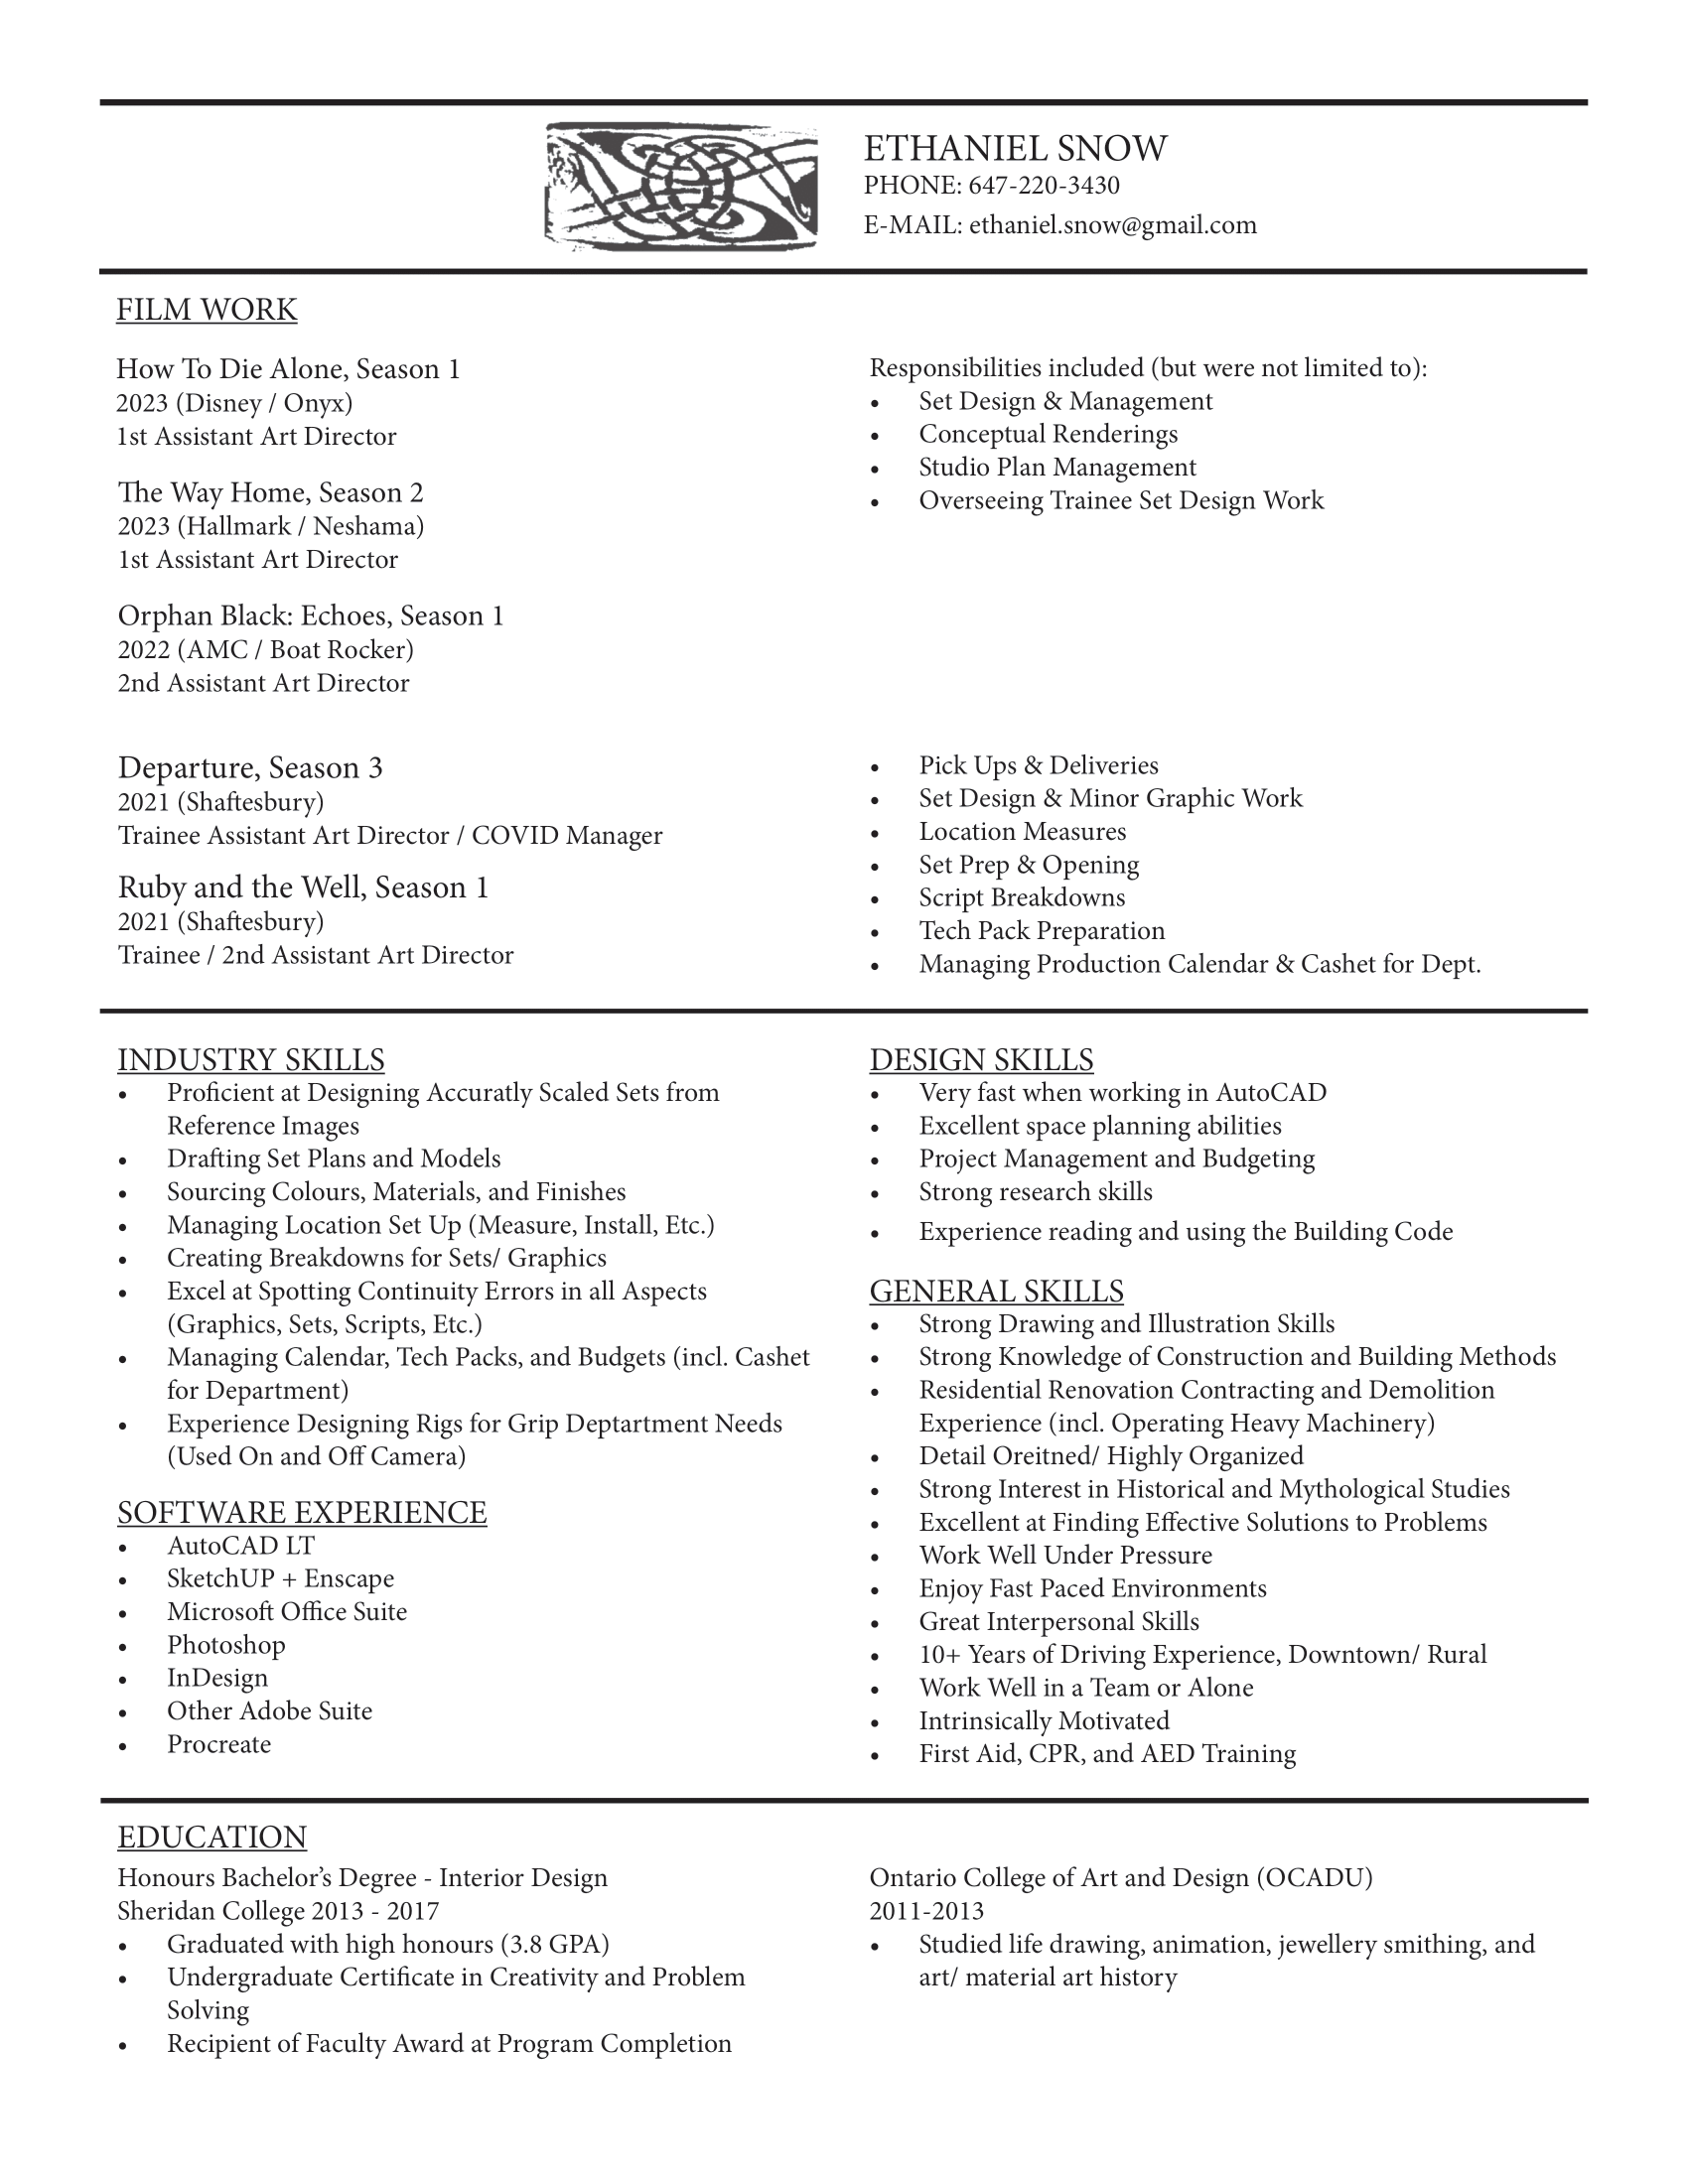 ETHANIEL SNOW
PHONE: 647-220-3430
E-MAIL: ethaniel.snow@gmail.com
FILM WORK
How To Die Alone, Season 1
2023 (Disney / Onyx)
1st Assistant Art Director
The Way Home, Season 2
2023 (Hallmark / Neshama)
1st Assistant Art Director
Orphan Black: Echoes, Season 1
2022 (AMC / Boat Rocker)
2nd Assistant Art Director
Responsibilities included (but were not limited to):
• Set Design & Management
• Conceptual Renderings
• Studio Plan Management
• Overseeing Trainee Set Design Work
Departure, Season 3
2021 (Shaftesbury)
Trainee Assistant Art Director / COVID Manager
Ruby and the Well, Season 1
2021 (Shaftesbury)
Trainee / 2nd Assistant Art Director
• Pick Ups & Deliveries
• Set Design & Minor Graphic Work
• Location Measures
• Set Prep & Opening
• Script Breakdowns
• Tech Pack Preparation
• Managing Production Calendar & Cashet for Dept.
INDUSTRY SKILLS
• Proficient at Designing Accuratly Scaled Sets from
Reference Images
• Drafting Set Plans and Models
• Sourcing Colours, Materials, and Finishes
• Managing Location Set Up (Measure, Install, Etc.)
• Creating Breakdowns for Sets/ Graphics
• Excel at Spotting Continuity Errors in all Aspects
(Graphics, Sets, Scripts, Etc.)
• Managing Calendar, Tech Packs, and Budgets (incl. Cashet
for Department)
• Experience Designing Rigs for Grip Deptartment Needs
(Used On and Off Camera)
SOFTWARE EXPERIENCE
• AutoCAD LT
• SketchUP + Enscape
• Microsoft Office Suite
• Photoshop
• InDesign
• Other Adobe Suite
• Procreate
DESIGN SKILLS
• Very fast when working in AutoCAD
• Excellent space planning abilities
• Project Management and Budgeting
• Strong research skills
• Experience reading and using the Building Code
GENERAL SKILLS
• Strong Drawing and Illustration Skills
• Strong Knowledge of Construction and Building Methods
• Residential Renovation Contracting and Demolition
Experience (incl. Operating Heavy Machinery)
• Detail Oreitned/ Highly Organized
• Strong Interest in Historical and Mythological Studies
• Excellent at Finding Effective Solutions to Problems
• Work Well Under Pressure
• Enjoy Fast Paced Environments
• Great Interpersonal Skills
• 10+ Years of Driving Experience, Downtown/ Rural
• Work Well in a Team or Alone
• Intrinsically Motivated
• First Aid, CPR, and AED Training
EDUCATION
Honours Bachelor’s Degree - Interior Design
Sheridan College 2013 - 2017
• Graduated with high honours (3.8 GPA)
• Undergraduate Certificate in Creativity and Problem
Solving
• Recipient of Faculty Award at Program Completion
Ontario College of Art and Design (OCADU)
2011-2013
• Studied life drawing, animation, jewellery smithing, and
art/ material art history